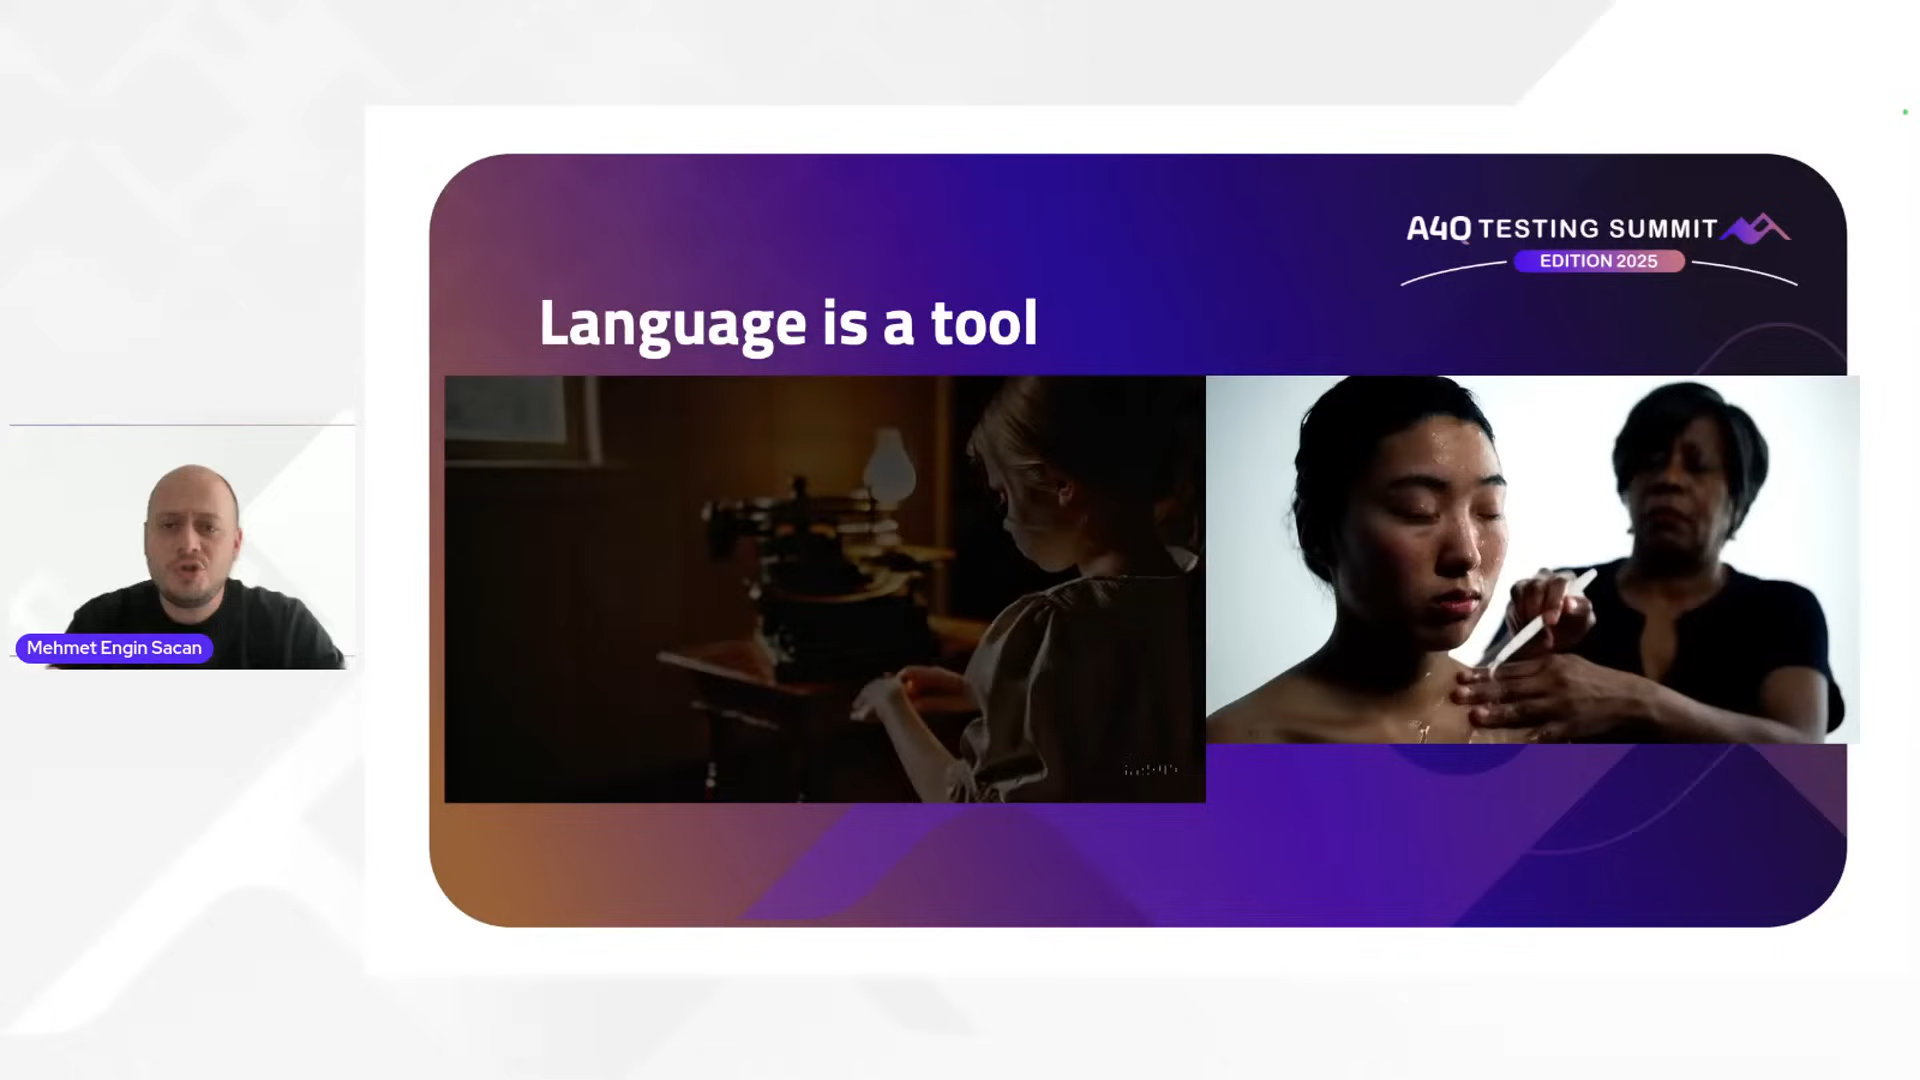 A4Q TESTING SUMMIT
EDITION 2025
Language is a tool
Mehmet Engin Sacan